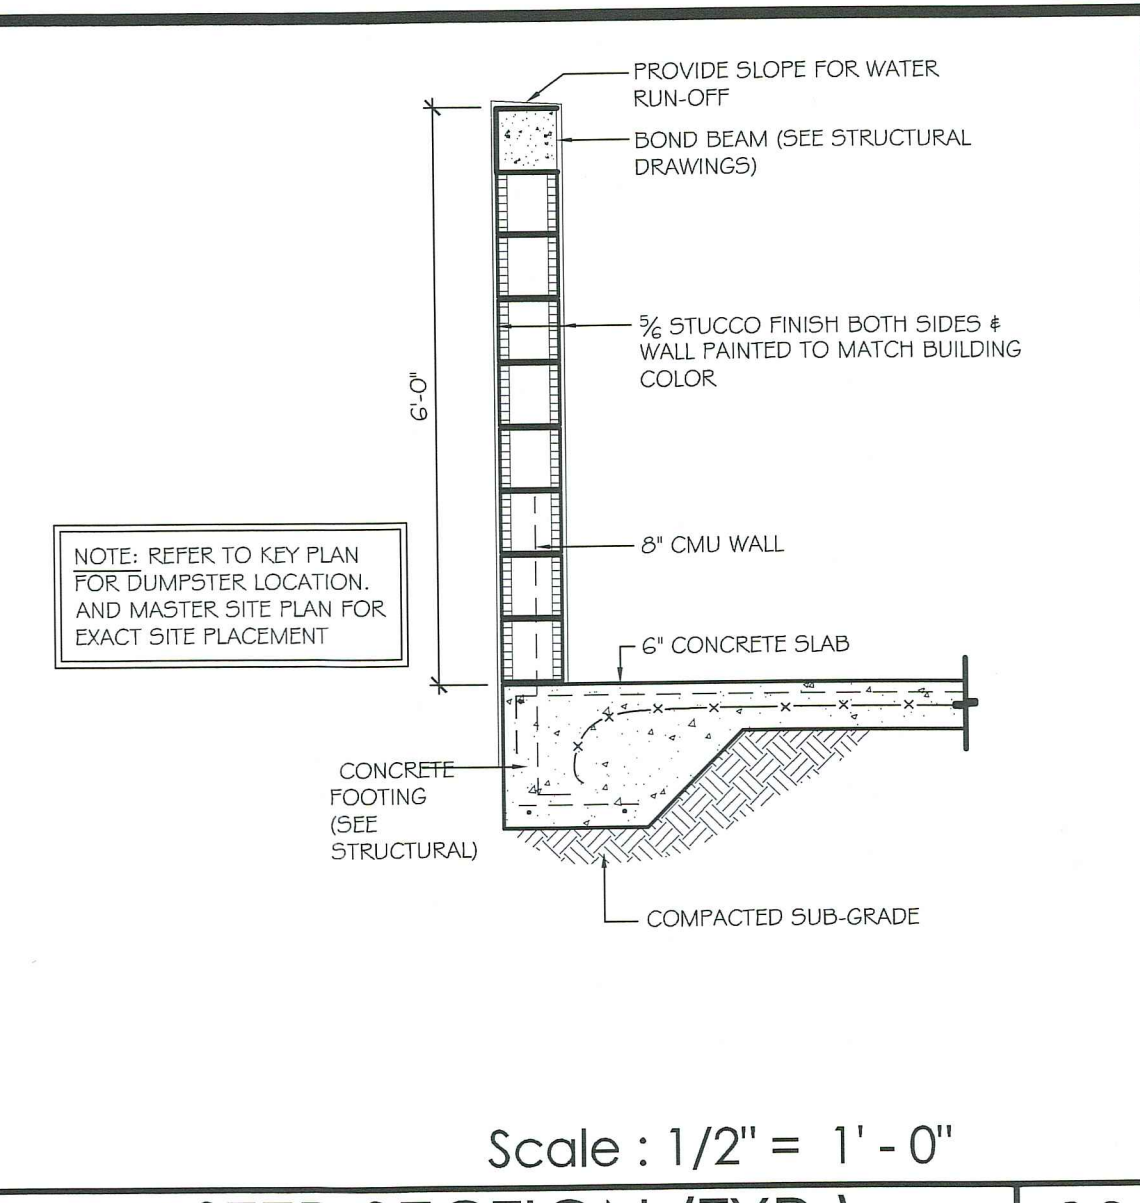 PROVIDE SLOPE FOR WATER
RUN-OFF
BOND BEAM (SEE STRUCTURAL
DRAWINGS)
5/6 STUCCO FINISH BOTH SIDES &
WALL PAINTED TO MATCH BUILDING
COLOR
6'-0"
8" CMU WALL
NOTE: REFER TO KEY PLAN
FOR DUMPSTER LOCATION.
AND MASTER SITE PLAN FOR
EXACT SITE PLACEMENT
6" CONCRETE SLAB
CONCRETE
FOOTING
(SEE
STRUCTURAL)
COMPACTED SUB-GRADE
Scale : 1/2" = 1' - 0"
SECTION (TYP.)